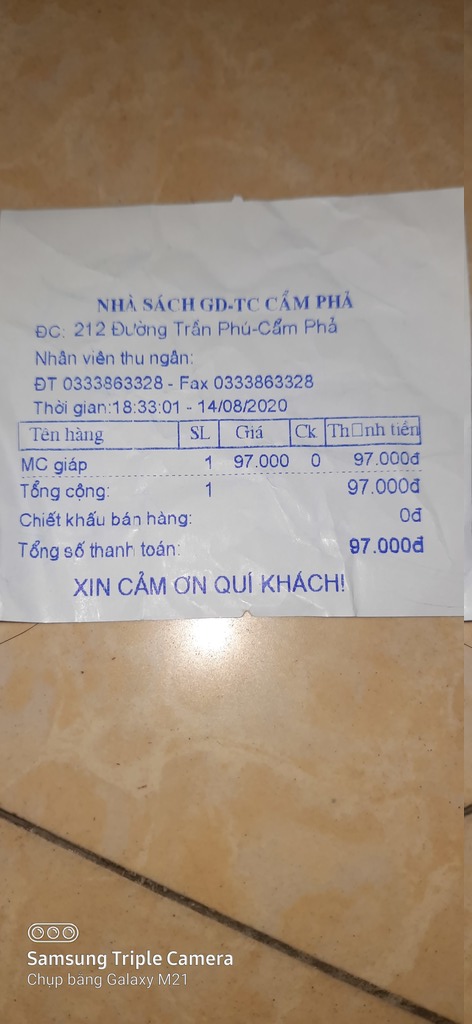 NHÀ SÁCH GD-TC CẨM PHẢ
ĐC: 212 Đường Trần Phú-Cẩm Phả
Nhân viên thu ngân:
ĐT 0333863328 - Fax 0333863328
Thời gian:18:33:01 - 14/08/2020
Tên hàng SL Giá Ck Th□nh tiền
MC giáp 1 97.000 0 97.000đ
Tổng cộng: 1 97.000đ
Chiết khấu bán hàng: 0đ
Tổng số thanh toán: 97.000đ
XIN CẢM ƠN QUÍ KHÁCH!
Samsung Triple Camera
Chụp bằng Galaxy M21